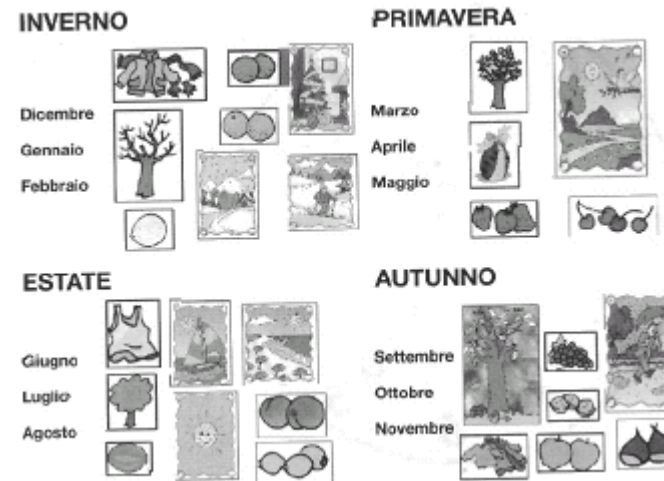 INVERNO
Dicembre
Gennaio
Febbraio
PRIMAVERA
Marzo
Aprile
Maggio
ESTATE
Giugno
Luglio
Agosto
AUTUNNO
Settembre
Ottobre
Novembre